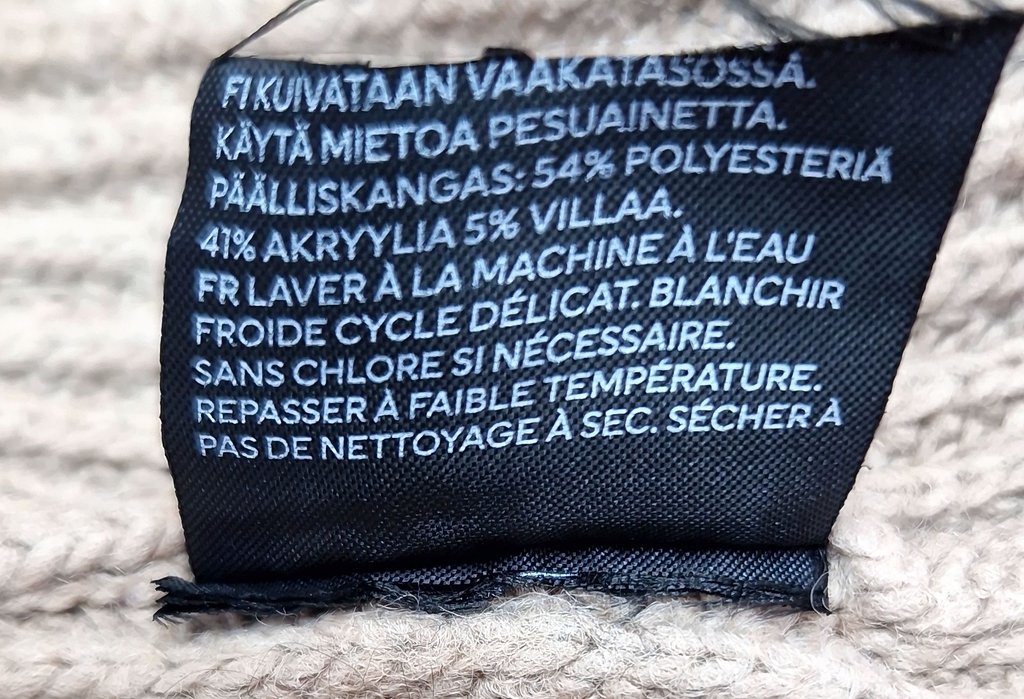 FI KUIVATAAN VAAKATASOSSA.
KÄYTÄ MIETOA PESUAINETTA.
PÄÄLLISKANGAS: 54% POLYESTERIÄ
41% AKRYYLIA 5% VILLAA.
FR LAVER À LA MACHINE À L'EAU
FROIDE CYCLE DÉLICAT. BLANCHIR
SANS CHLORE SI NÉCESSAIRE.
REPASSER À FAIBLE TEMPÉRATURE.
PAS DE NETTOYAGE À SEC. SÉCHER À